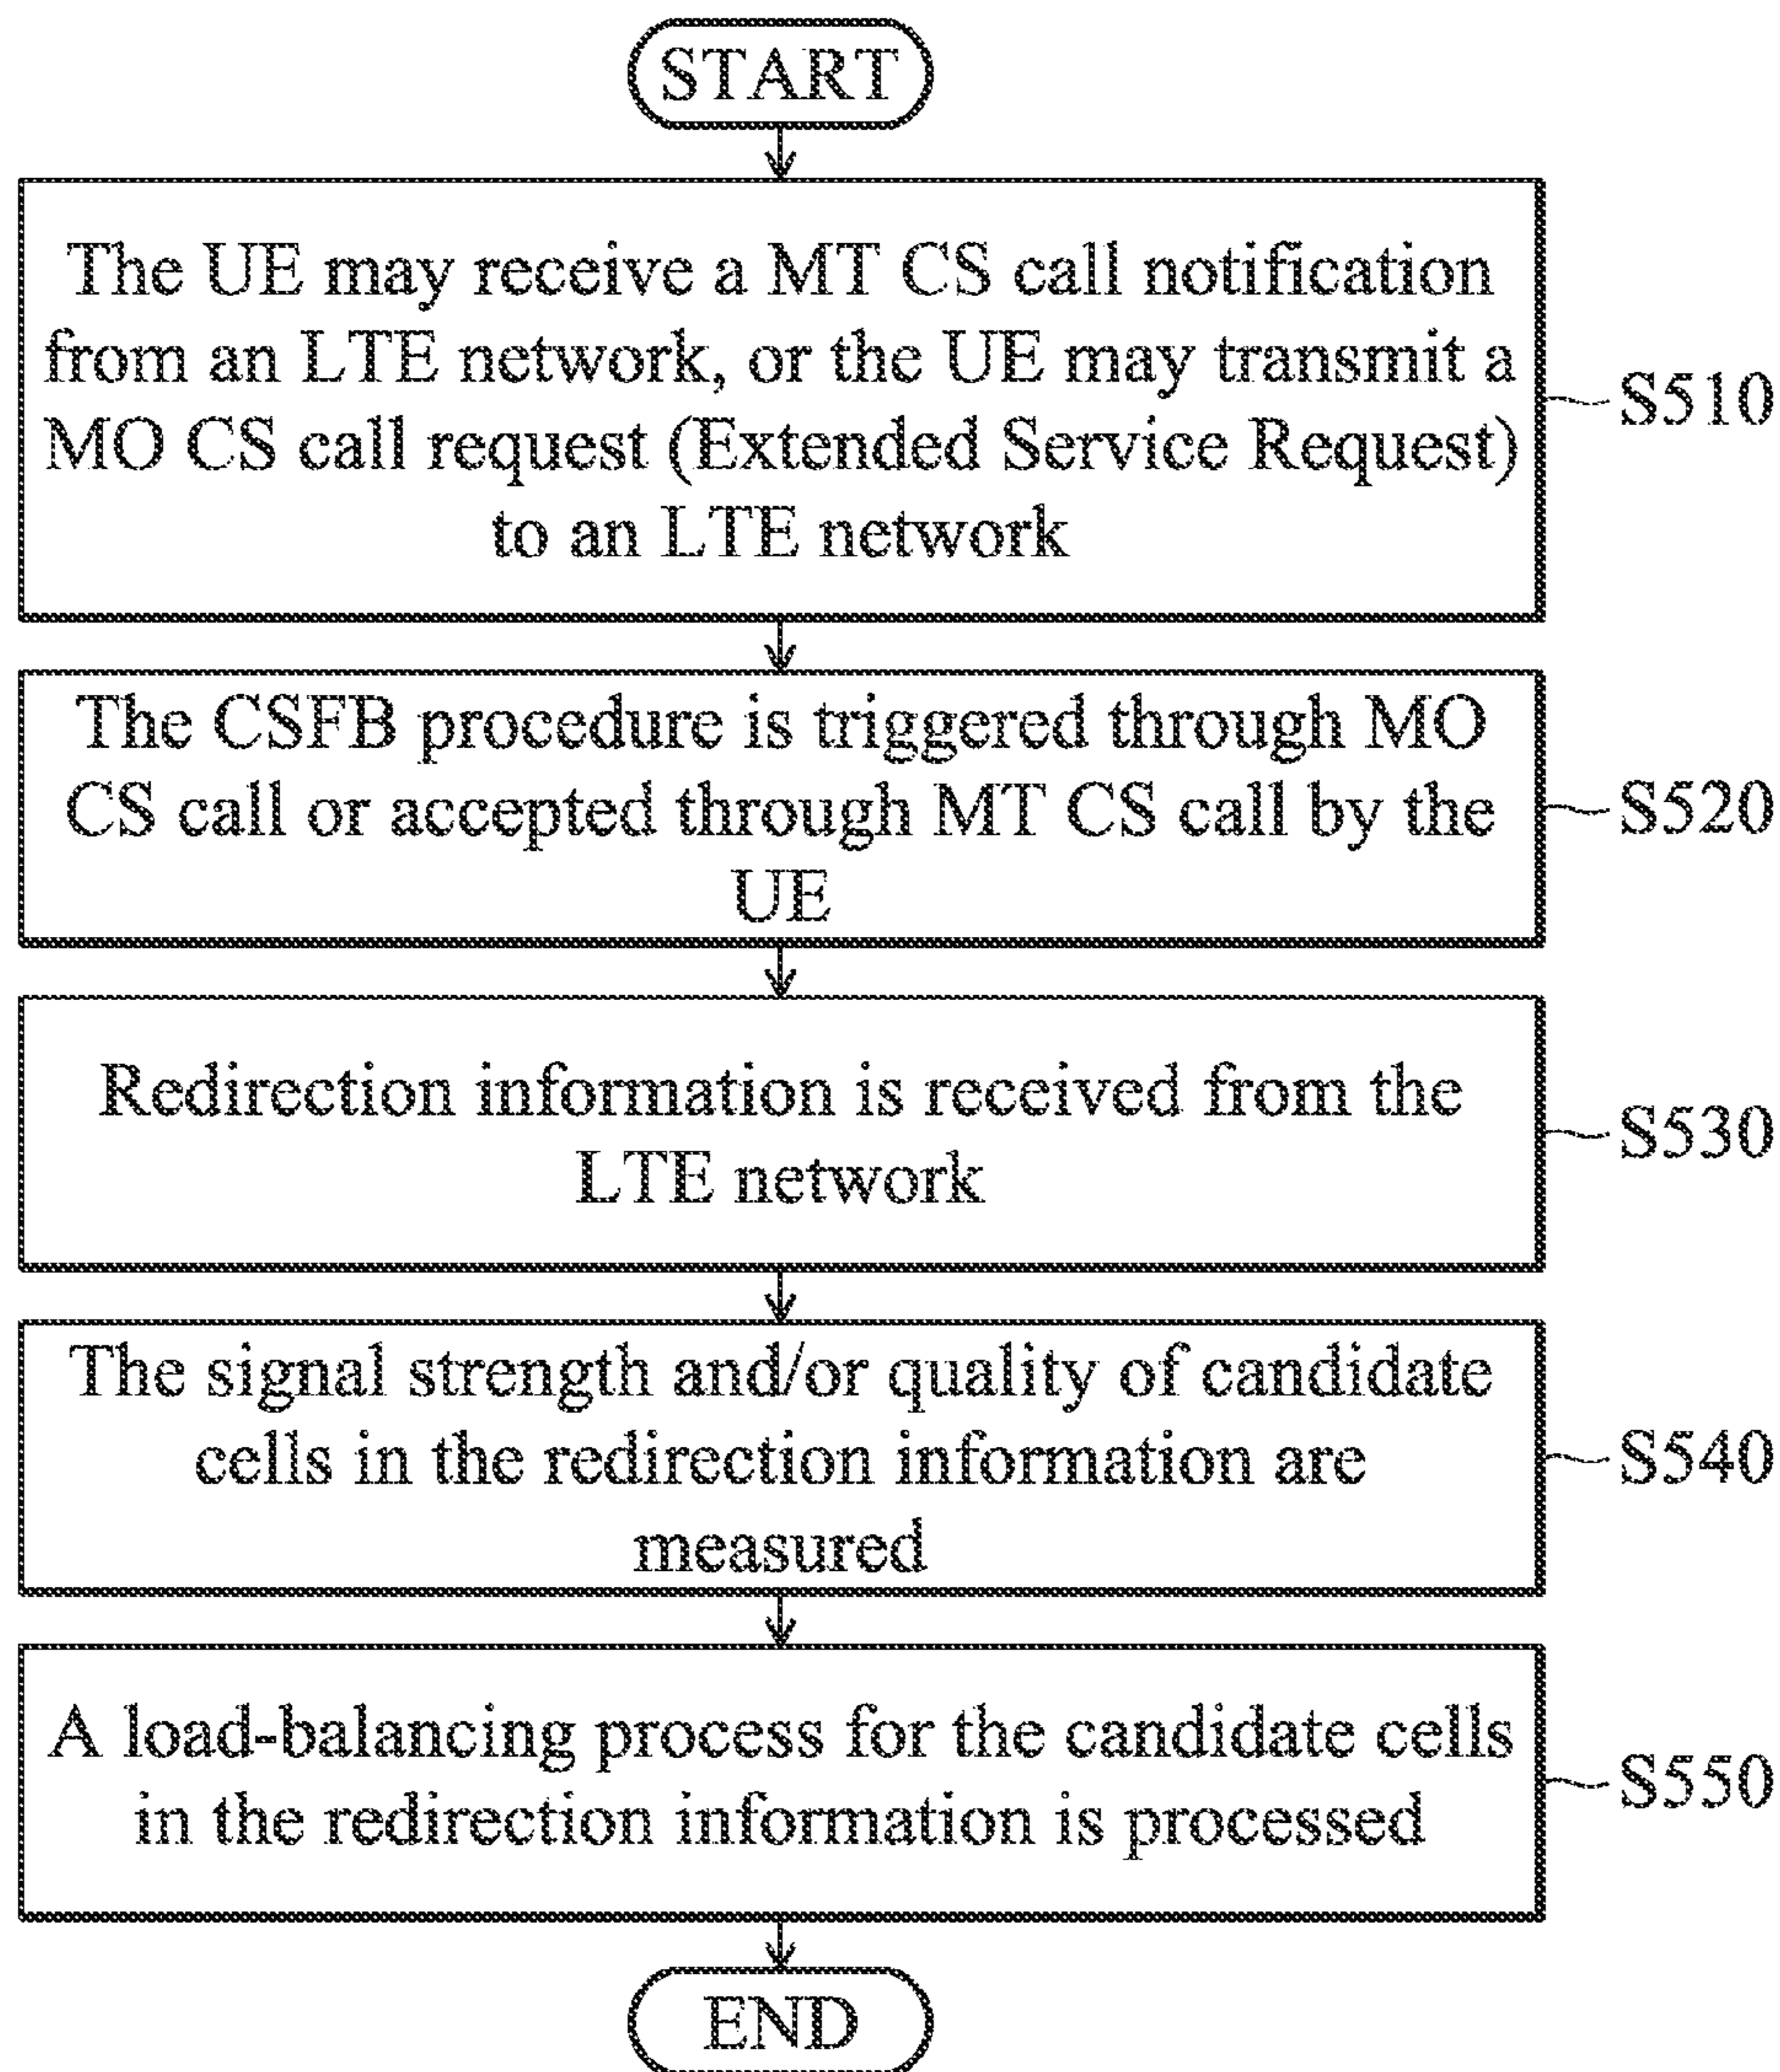 START
The UE may receive a MT CS call notification
from an LTE network, or the UE may transmit a
MO CS call request (Extended Service Request)
to an LTE network
S510
The CSFB procedure is triggered through MO
CS call or accepted through MT CS call by the
UE
S520
Redirection information is received from the
LTE network
S530
The signal strength and/or quality of candidate
cells in the redirection information are
measured
S540
A load-balancing process for the candidate cells
in the redirection information is processed
S550
END